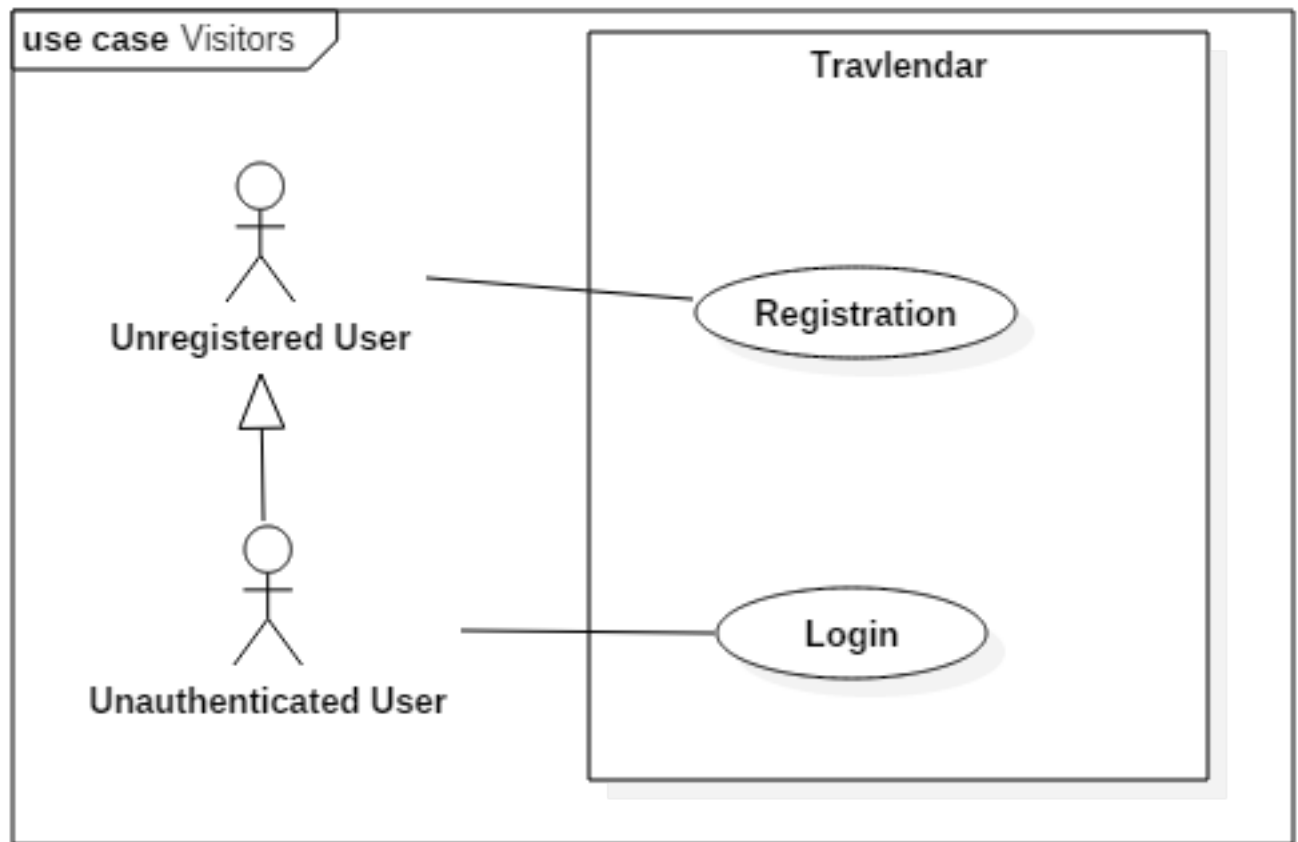 use case Visitors
Travlendar
Unregistered User
Registration
Unauthenticated User
Login